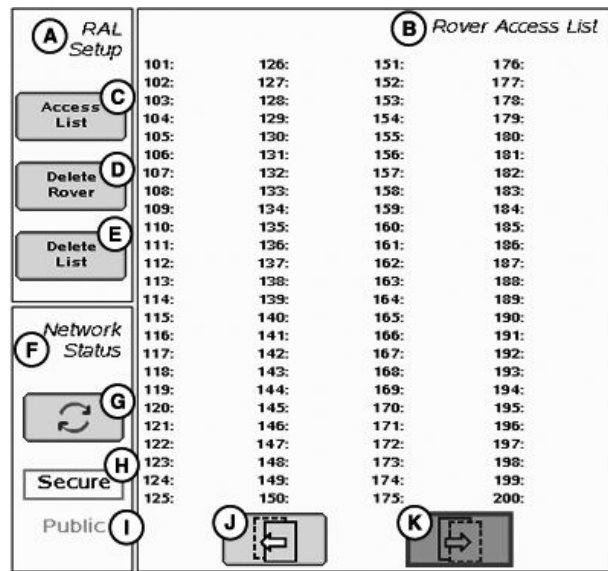 A RAL
Setup
C
Access
List
D
Delete
Rover
E
Delete
List
F Network
Status
G
H
Secure
Public I
B Rover Access List
101: 126: 151: 176:
102: 127: 152: 177:
103: 128: 153: 178:
104: 129: 154: 179:
105: 130: 155: 180:
106: 131: 156: 181:
107: 132: 157: 182:
108: 133: 158: 183:
109: 134: 159: 184:
110: 135: 160: 185:
111: 136: 161: 186:
112: 137: 162: 187:
113: 138: 163: 188:
114: 139: 164: 189:
115: 140: 165: 190:
116: 141: 166: 191:
117: 142: 167: 192:
118: 143: 168: 193:
119: 144: 169: 194:
120: 145: 170: 195:
121: 146: 171: 196:
122: 147: 172: 197:
123: 148: 173: 198:
124: 149: 174: 199:
125: 150: 175: 200:
J K